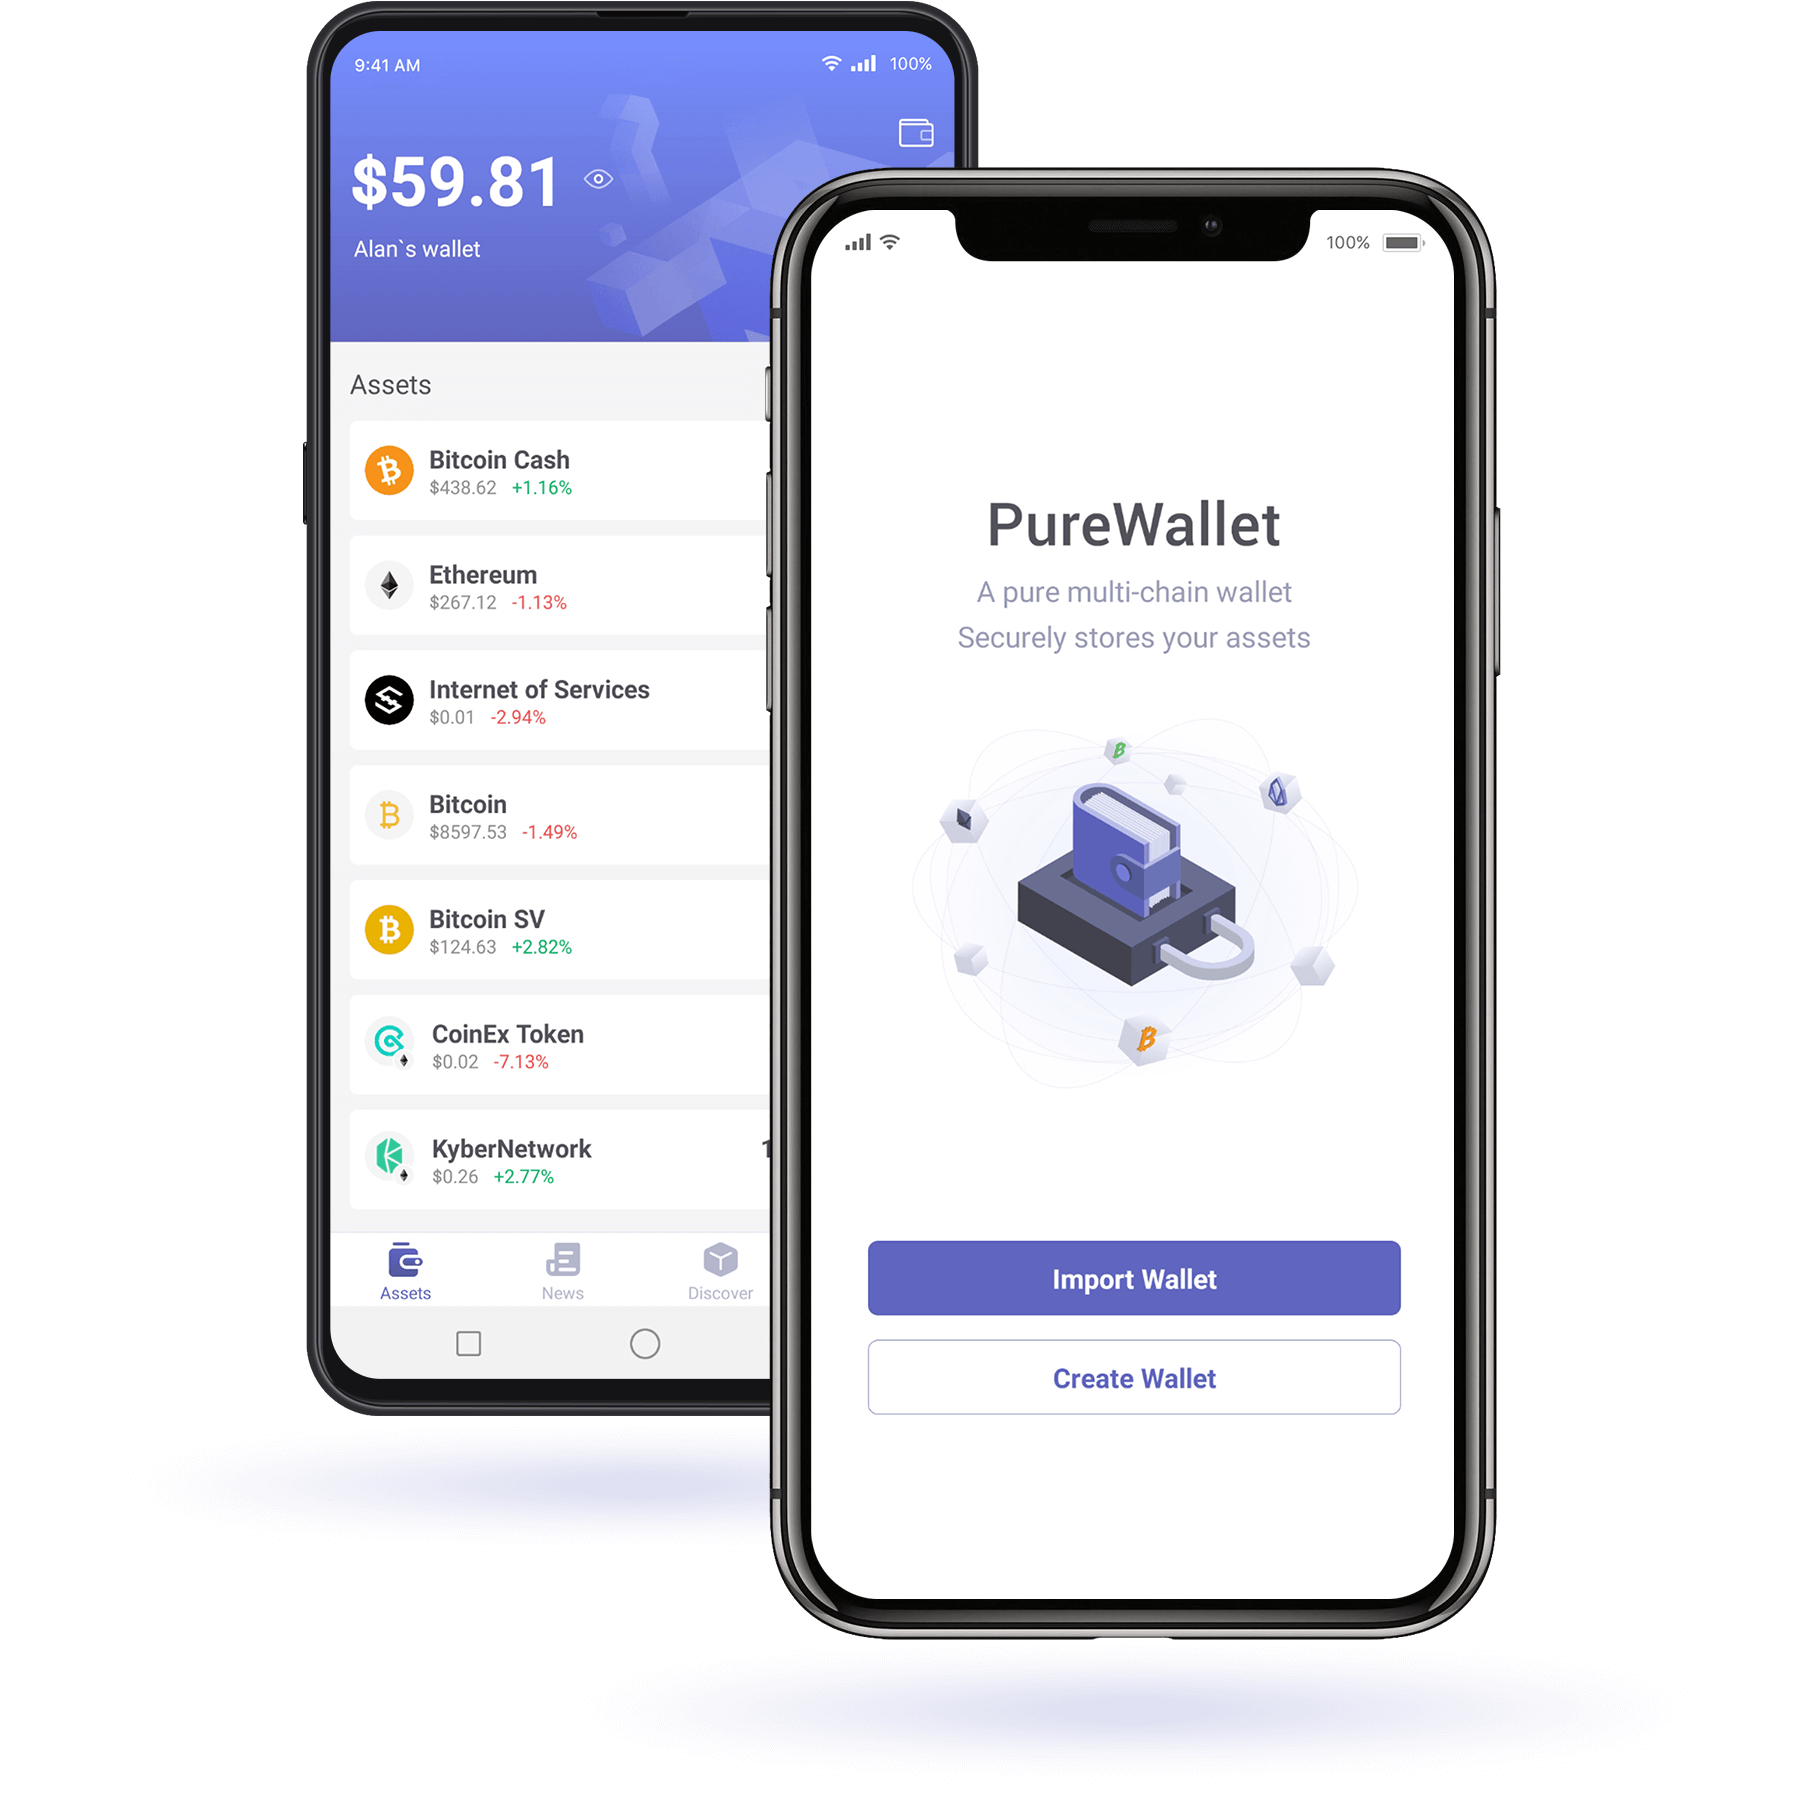 9:41 AM
100%
$59.81
Alan`s wallet
Assets
Bitcoin Cash
$438.62 +1.16%
Ethereum
$267.12 -1.13%
Internet of Services
$0.01 -2.94%
Bitcoin
$8597.53 -1.49%
Bitcoin SV
$124.63 +2.82%
CoinEx Token
$0.02 -7.13%
KyberNetwork
$0.26 +2.77%
Assets
News
Discover
100%
PureWallet
A pure multi-chain wallet
Securely stores your assets
Import Wallet
Create Wallet